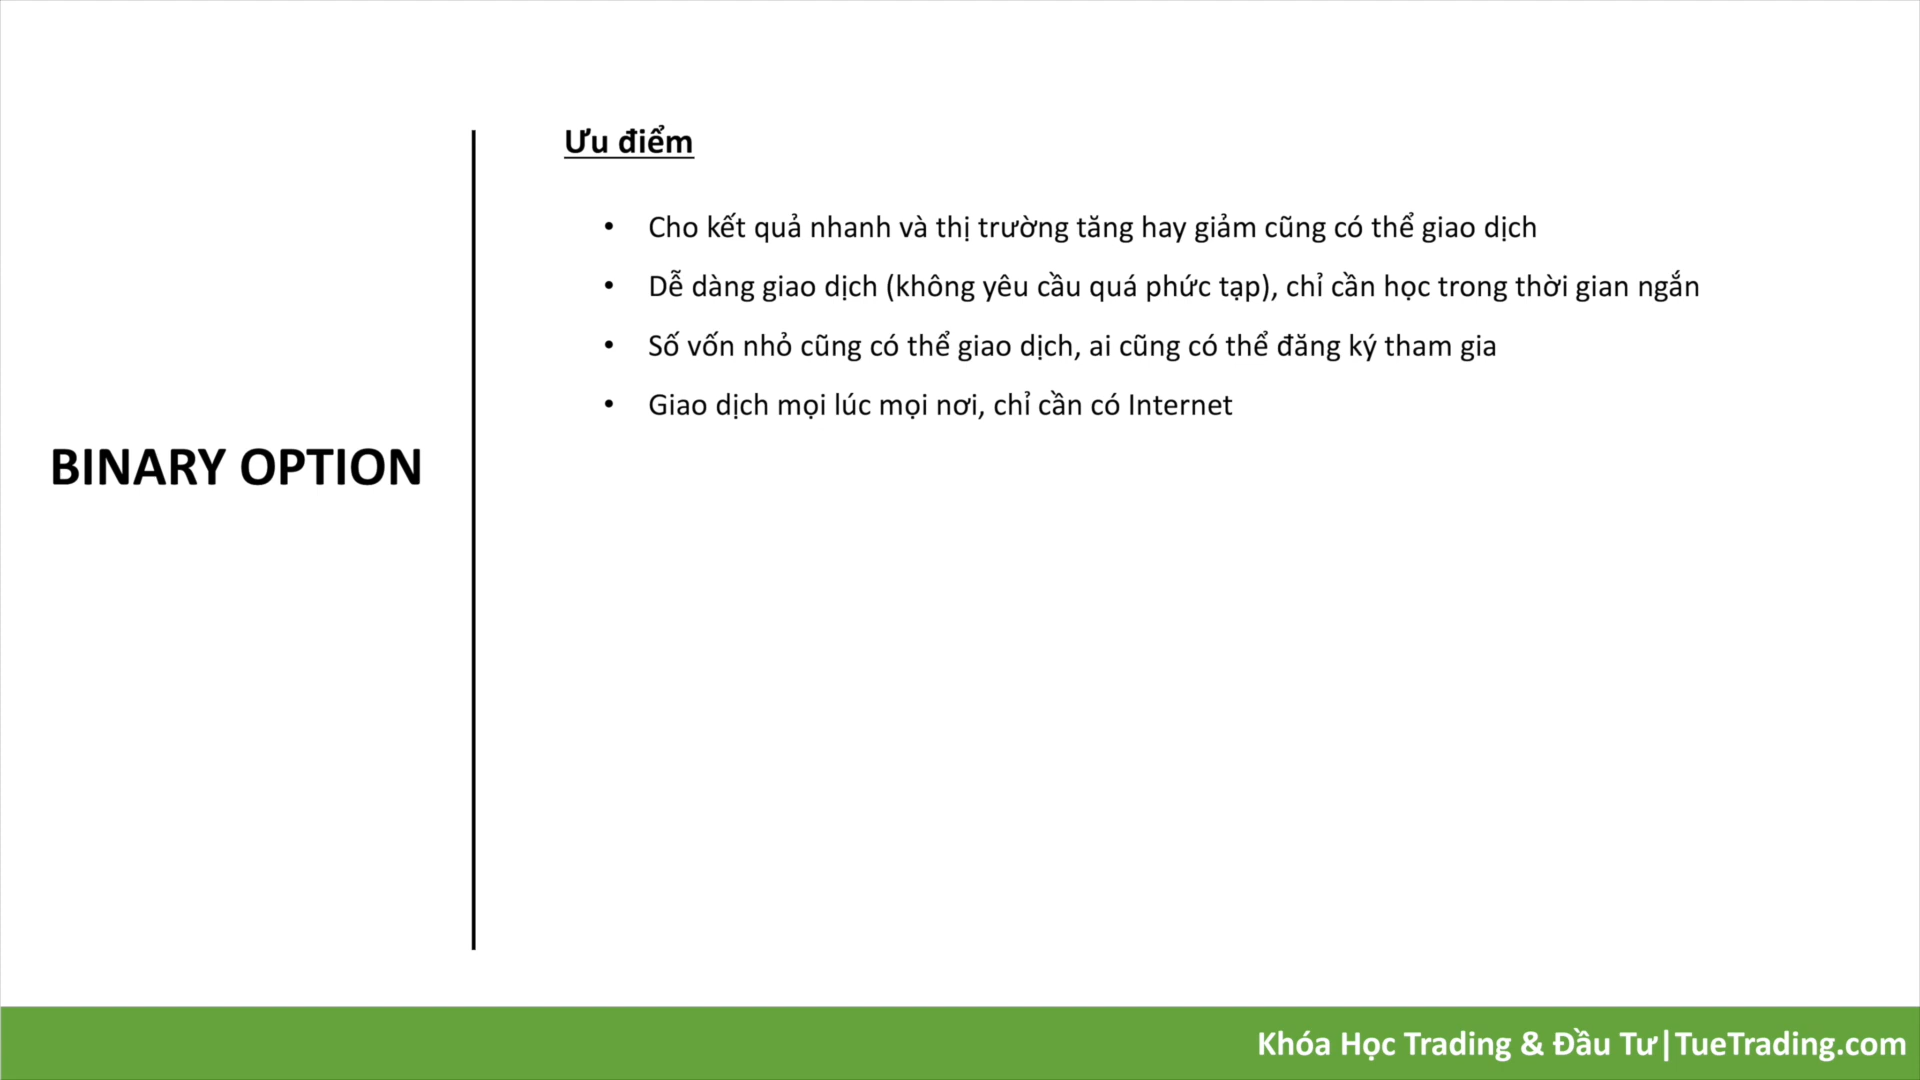 BINARY OPTION
Ưu điểm
• Cho kết quả nhanh và thị trường tăng hay giảm cũng có thể giao dịch
• Dễ dàng giao dịch (không yêu cầu quá phức tạp), chỉ cần học trong thời gian ngắn
• Số vốn nhỏ cũng có thể giao dịch, ai cũng có thể đăng ký tham gia
• Giao dịch mọi lúc mọi nơi, chỉ cần có Internet
Khóa Học Trading & Đầu Tư|TueTrading.com